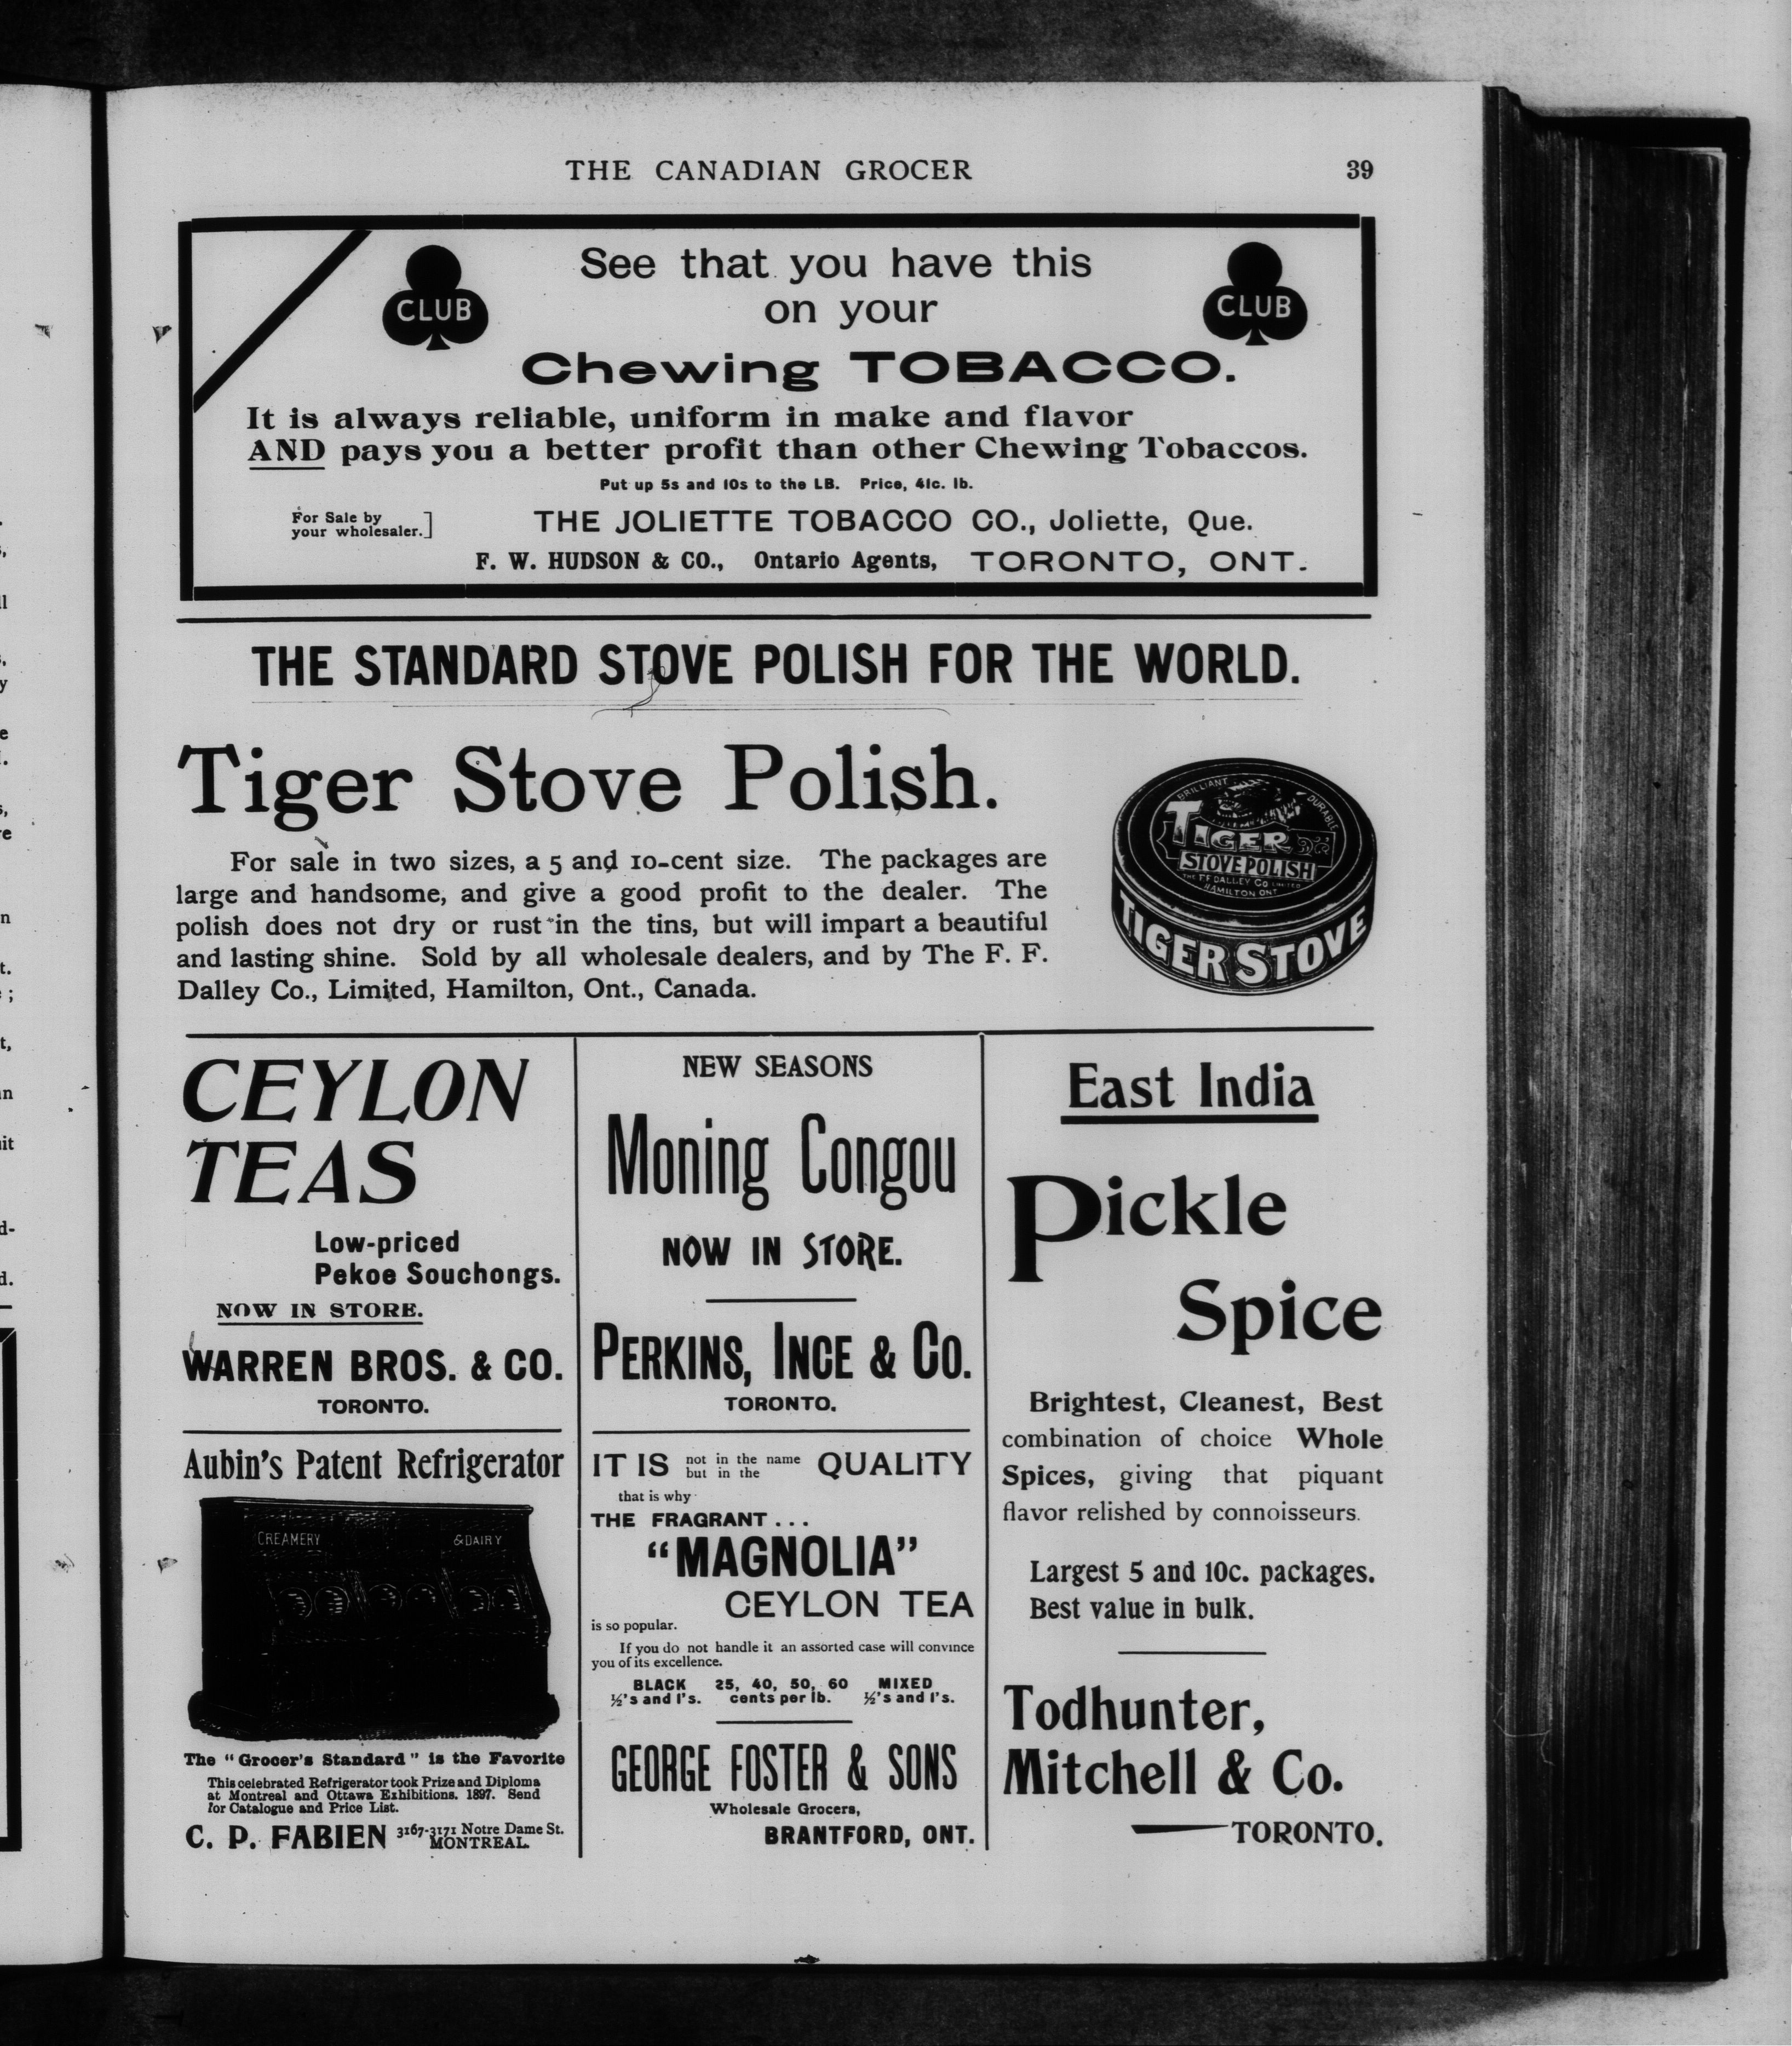 THE CANADIAN GROCER 39
CLUB
CLUB
See that you have this
on your
Chewing TOBACCO.
It is always reliable, uniform in make and flavor
AND pays you a better profit than other Chewing Tobaccos.
Put up 5s and 10s to the LB. Price, 41c. lb.
For Sale by
your wholesaler.]
THE JOLIETTE TOBACCO CO., Joliette, Que.
F. W. HUDSON & CO., Ontario Agents, TORONTO, ONT.
THE STANDARD STOVE POLISH FOR THE WORLD.
Tiger Stove Polish.
For sale in two sizes, a 5 and 10-cent size. The packages are
large and handsome, and give a good profit to the dealer. The
polish does not dry or rust in the tins, but will impart a beautiful
and lasting shine. Sold by all wholesale dealers, and by The F. F.
Dalley Co., Limited, Hamilton, Ont., Canada.
BRILLIANT
DURABLE
TIGER
STOVE POLISH
THE F F DALLEY CO LIMITED
HAMILTON ONT
TIGER STOVE
CEYLON
TEAS
Low-priced
Pekoe Souchongs.
NOW IN STORE.
WARREN BROS. & CO.
TORONTO.
Aubin's Patent Refrigerator
CREAMERY & DAIRY
The "Grocer's Standard" is the Favorite
This celebrated Refrigerator took Prize and Diploma
at Montreal and Ottawa Exhibitions. 1897. Send
for Catalogue and Price List.
C. P. FABIEN 3167-3171 Notre Dame St.
MONTREAL.
NEW SEASONS
Moning Congou
NOW IN STORE.
PERKINS, INCE & CO.
TORONTO.
IT IS not in the name
but in the QUALITY
that is why
THE FRAGRANT ...
"MAGNOLIA"
CEYLON TEA
is so popular.
If you do not handle it an assorted case will convince
you of its excellence.
BLACK 25, 40, 50, 60 MIXED
½'s and 1's. cents per lb. ½'s and 1's.
GEORGE FOSTER & SONS
Wholesale Grocers,
BRANTFORD, ONT.
East India
Pickle
Spice
Brightest, Cleanest, Best
combination of choice Whole
Spices, giving that piquant
flavor relished by connoisseurs.
Largest 5 and 10c. packages.
Best value in bulk.
Todhunter,
Mitchell & Co.
TORONTO.